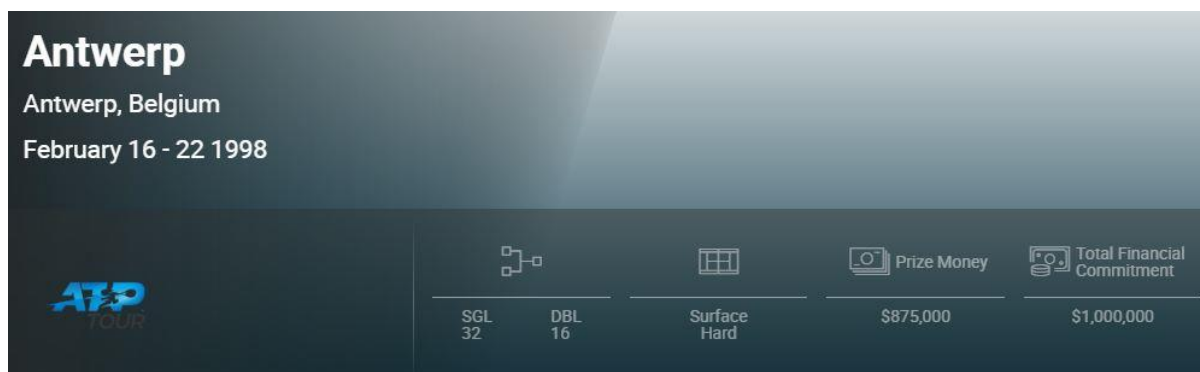 Antwerp
Antwerp, Belgium
February 16 - 22 1998
ATP
TOUR
Prize Money
Total Financial
Commitment
SGL
32
DBL
16
Surface
Hard
$875,000
$1,000,000